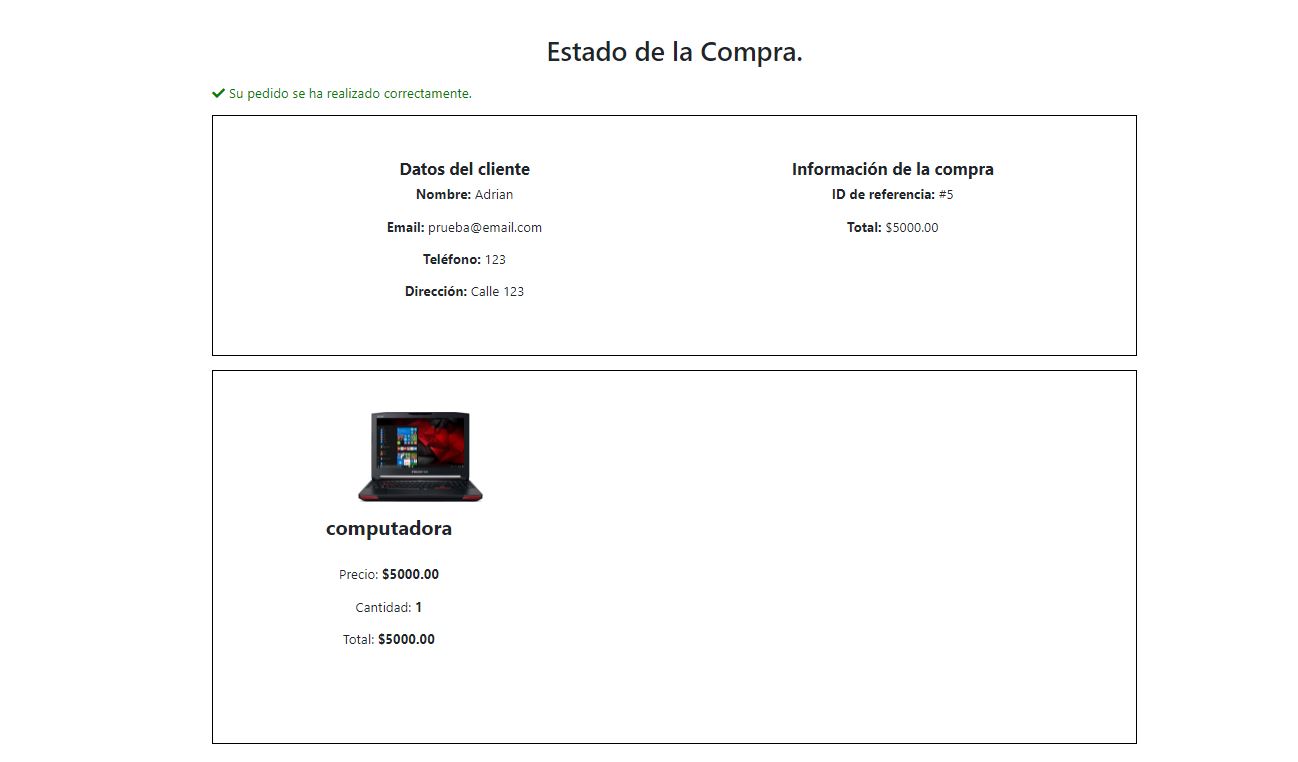 Estado de la Compra.
Su pedido se ha realizado correctamente.
Datos del cliente
Nombre: Adrian
Email: prueba@email.com
Teléfono: 123
Dirección: Calle 123
Información de la compra
ID de referencia: #5
Total: $5000.00
computadora
Precio: $5000.00
Cantidad: 1
Total: $5000.00